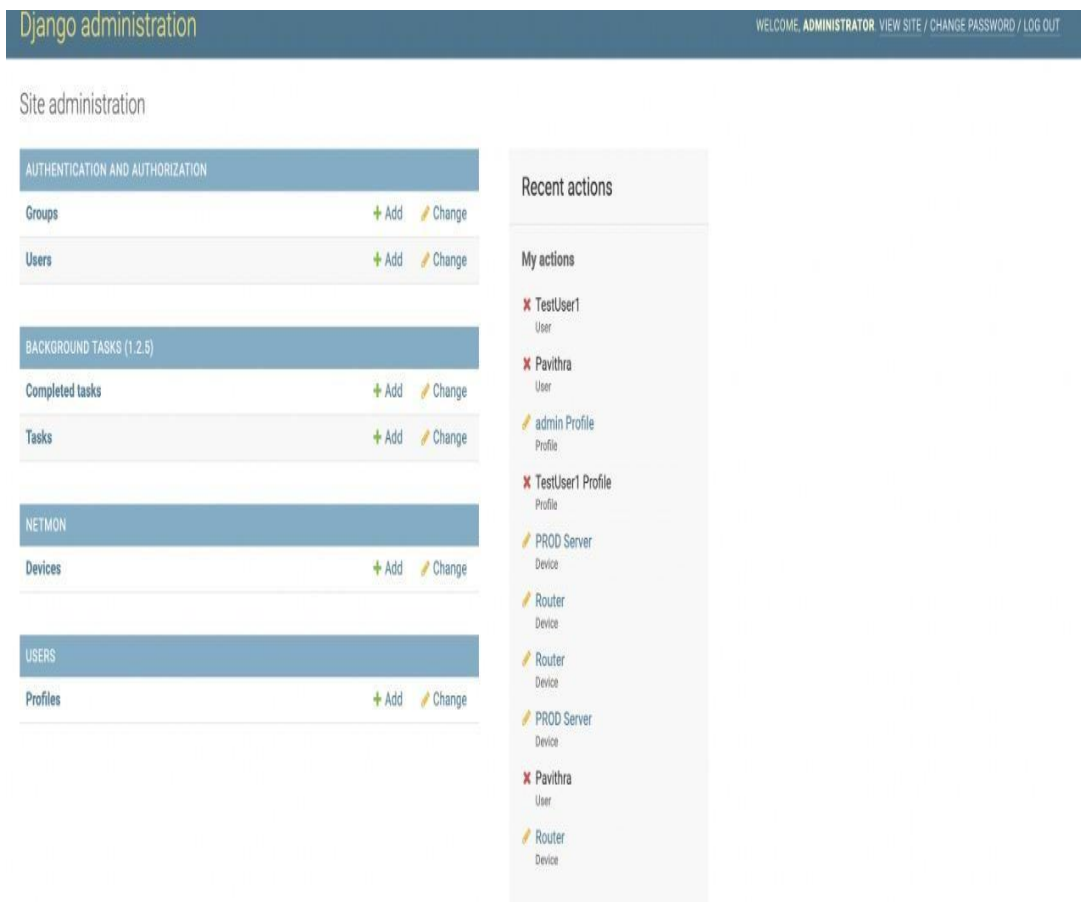 Django administration
WELCOME, ADMINISTRATOR. VIEW SITE / CHANGE PASSWORD / LOG OUT
Site administration
AUTHENTICATION AND AUTHORIZATION
Groups + Add Change
Users + Add Change
BACKGROUND TASKS (1.2.5)
Completed tasks + Add Change
Tasks + Add Change
NETMON
Devices + Add Change
USERS
Profiles + Add Change
Recent actions
My actions
TestUser1
User
Pavithra
User
admin Profile
Profile
TestUser1 Profile
Profile
PROD Server
Device
Router
Device
Router
Device
PROD Server
Device
Pavithra
User
Router
Device